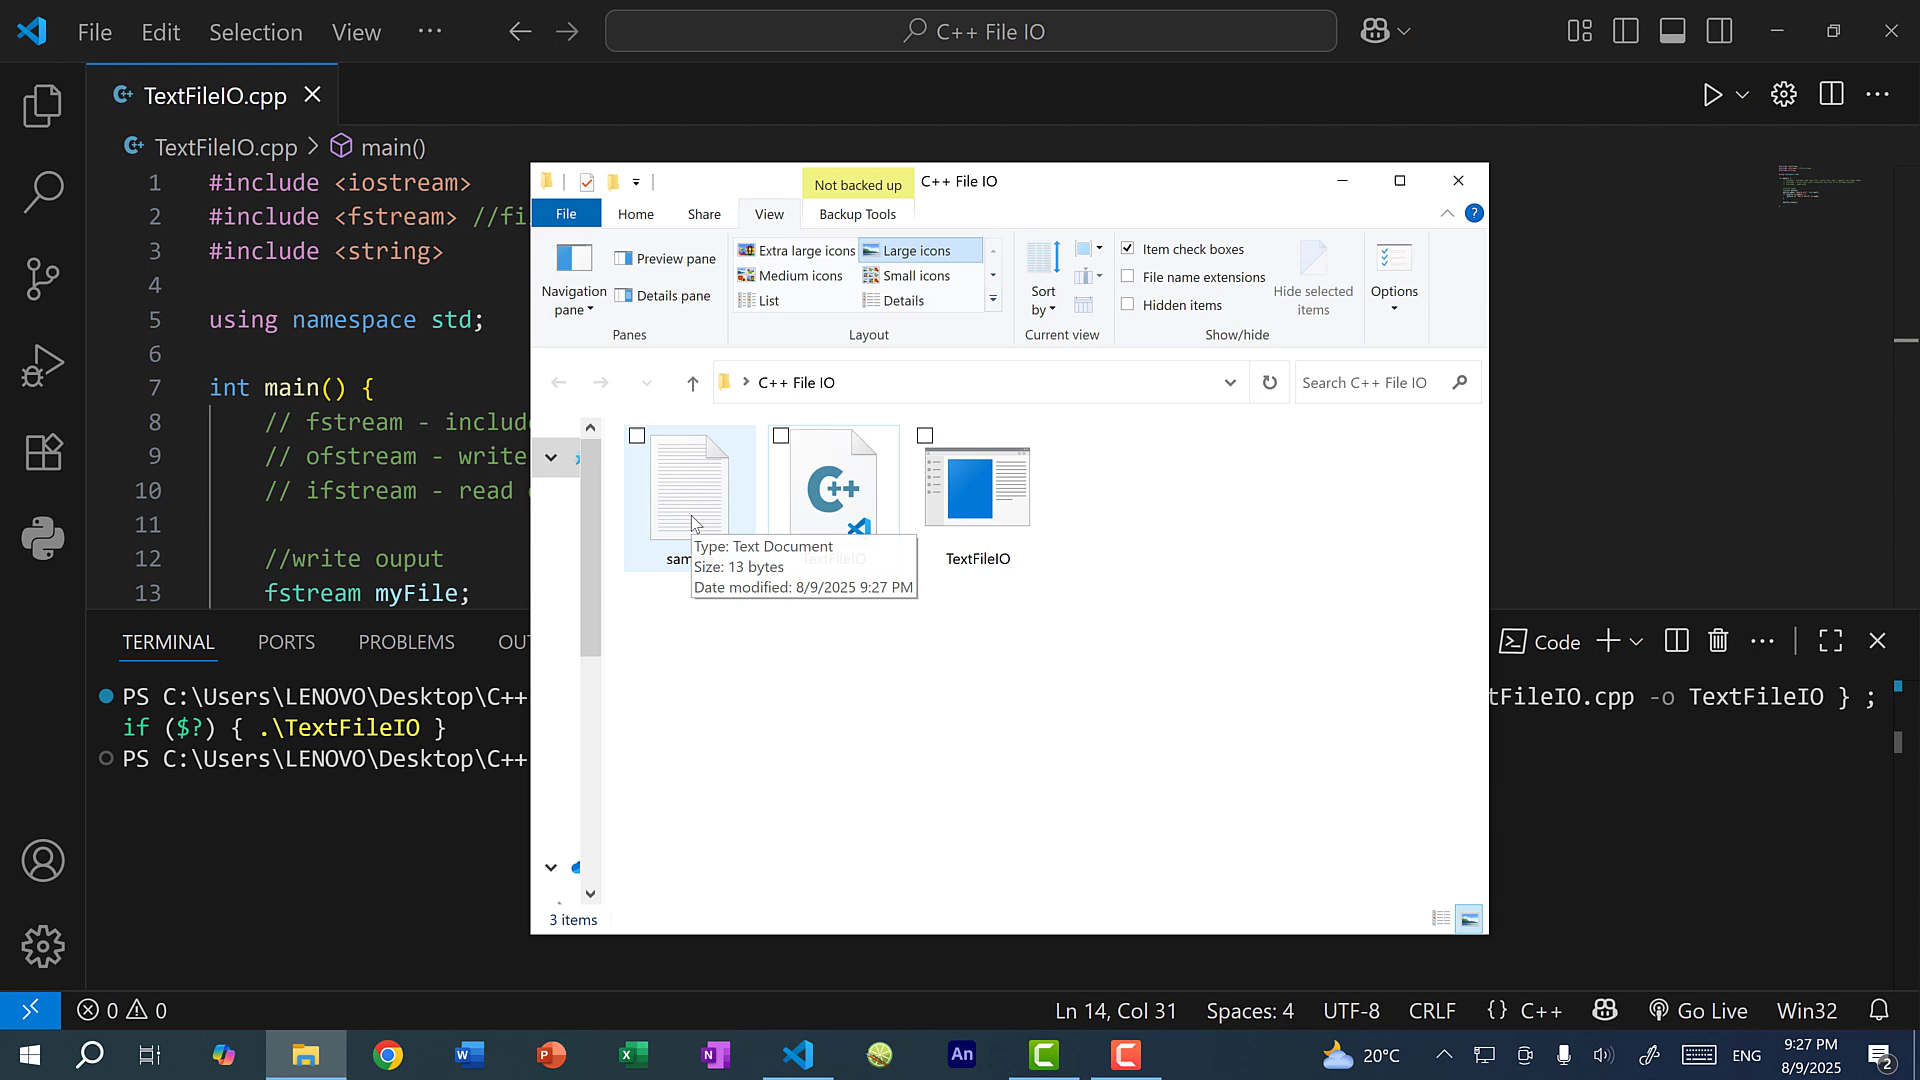 File Edit Selection View ··· C++ File IO
TextFileIO.cpp
TextFileIO.cpp > main()
1 #include <iostream>
2 #include <fstream> //fi
3 #include <string>
4
5 using namespace std;
6
7 int main() {
8 // fstream - include
9 // ofstream - write
10 // ifstream - read
11
12 //write ouput
13 fstream myFile;
Not backed up C++ File IO
File Home Share View Backup Tools
Navigation pane
Preview pane
Details pane
Panes
Extra large icons Large icons
Medium icons Small icons
List Details
Layout
Sort by
Current view
Item check boxes
File name extensions
Hidden items
Hide selected items
Show/hide
Options
C++ File IO
Search C++ File IO
C++
sam
TextFileIO
TextFileIO
Type: Text Document
Size: 13 bytes
Date modified: 8/9/2025 9:27 PM
3 items
TERMINAL PORTS PROBLEMS OU
Code
PS C:\Users\LENOVO\Desktop\C++ tFileIO.cpp -o TextFileIO } ;
if ($?) { .\TextFileIO }
PS C:\Users\LENOVO\Desktop\C++
0 0 Ln 14, Col 31 Spaces: 4 UTF-8 CRLF {} C++ Go Live Win32
An
20°C ENG
9:27 PM
8/9/2025
2